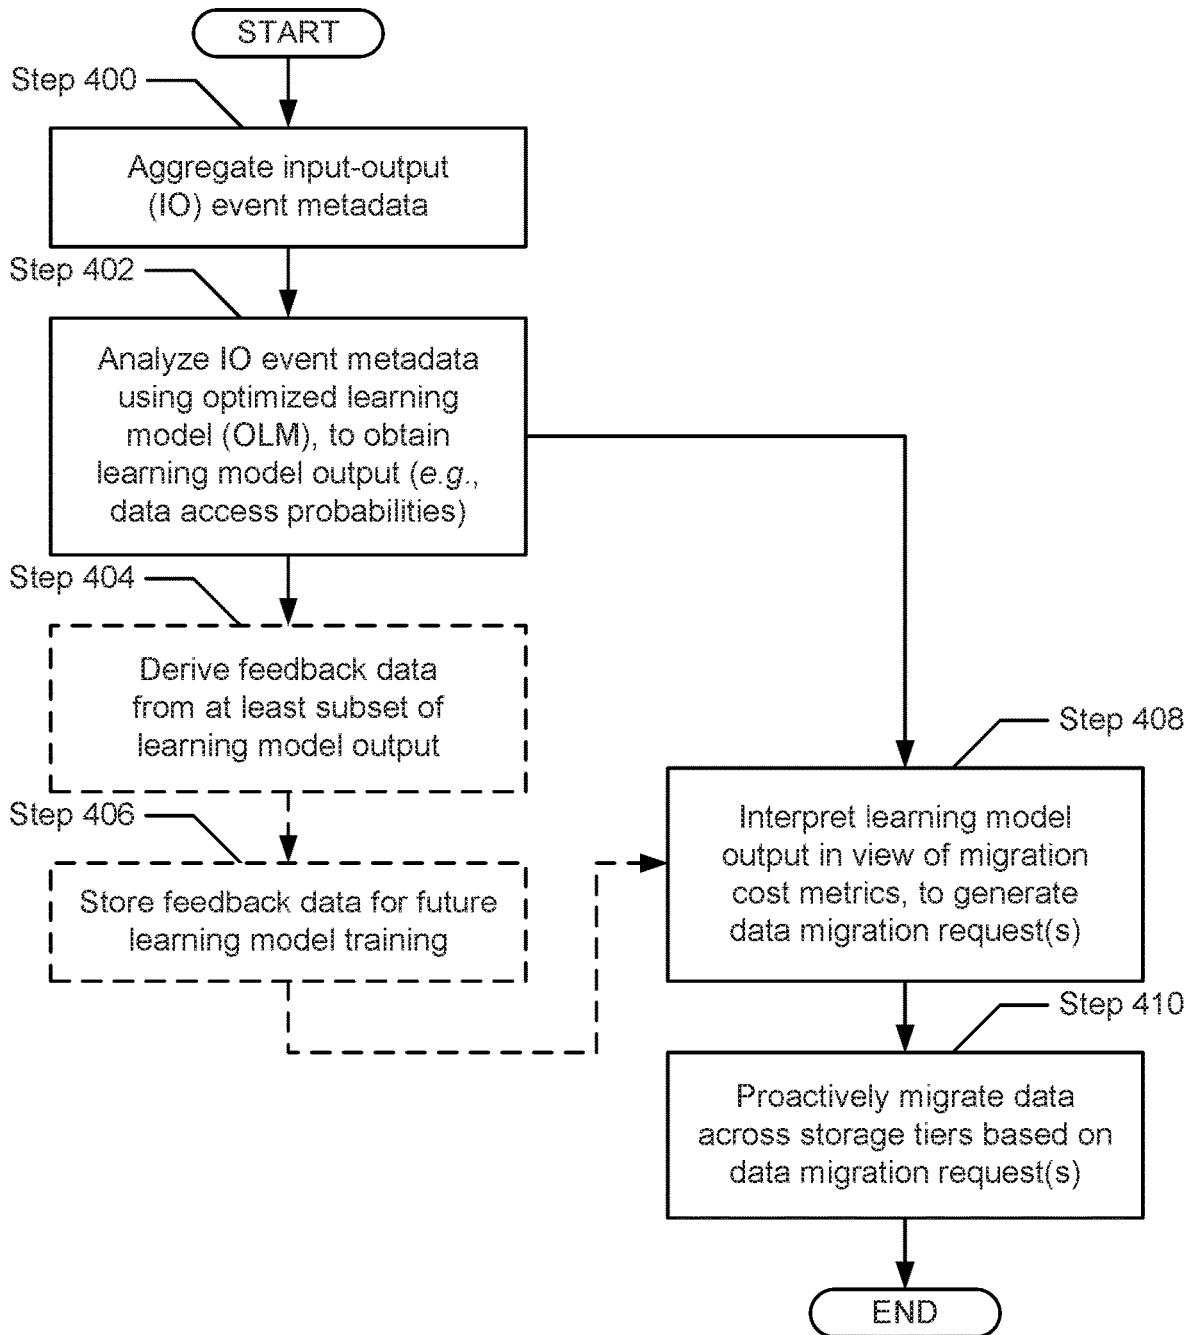 START
Step 400
Aggregate input-output
(IO) event metadata
Step 402
Analyze IO event metadata
using optimized learning
model (OLM), to obtain
learning model output (e.g.,
data access probabilities)
Step 404
Derive feedback data
from at least subset of
learning model output
Step 406
Store feedback data for future
learning model training
Step 408
Interpret learning model
output in view of migration
cost metrics, to generate
data migration request(s)
Step 410
Proactively migrate data
across storage tiers based on
data migration request(s)
END